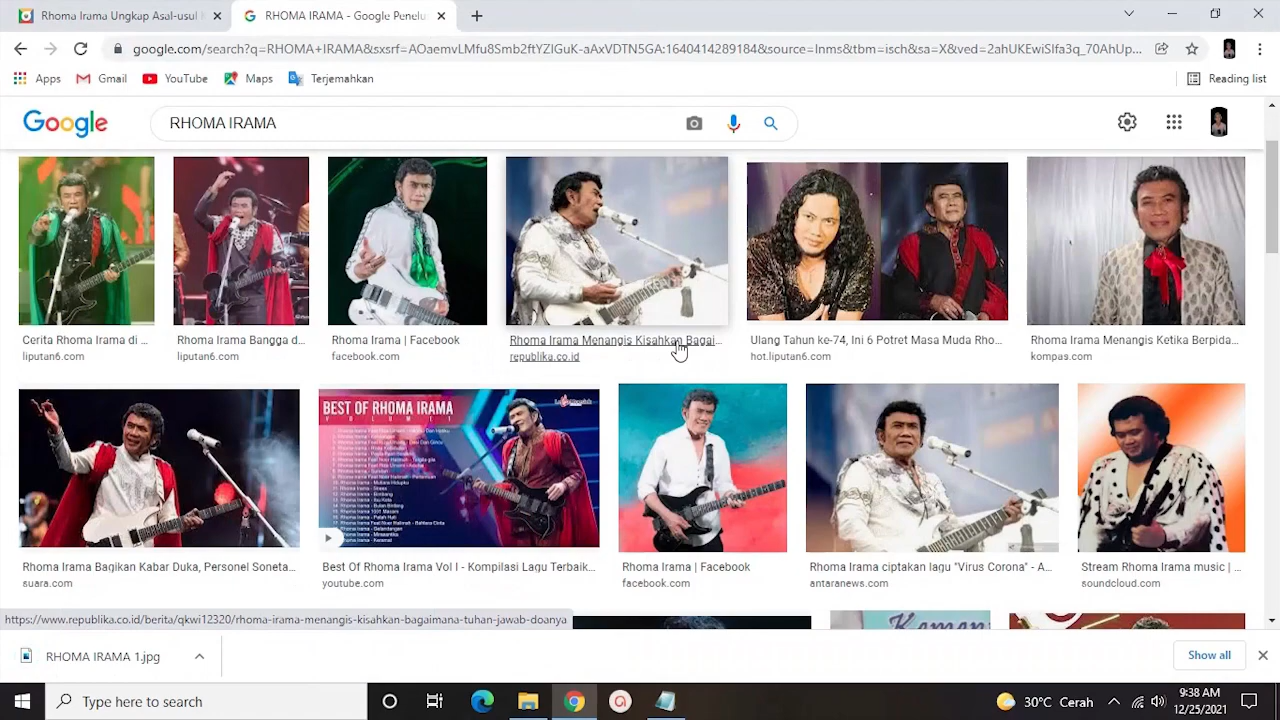 Rhoma Irama Ungkap Asal-usul
RHOMA IRAMA - Google Penelu
google.com/search?q=RHOMA+IRAMA&sxsrf=AOaemvLMfu8Smb2ftYZIGuK-aAxVDTN5GA:1640414289184&source=lnms&tbm=isch&sa=X&ved=2ahUKEwiSlfa3q_70AhUp...
Apps Gmail YouTube Maps Terjemahkan Reading list
Google RHOMA IRAMA
Cerita Rhoma Irama di ...
liputan6.com
Rhoma Irama Bangga d...
liputan6.com
Rhoma Irama | Facebook
facebook.com
Rhoma Irama Menangis Kisahkan Bagai...
republika.co.id
Ulang Tahun ke-74, Ini 6 Potret Masa Muda Rho...
hot.liputan6.com
Rhoma Irama Menangis Ketika Berpida...
kompas.com
BEST OF RHOMA IRAMA
VOLUME 1
Rhoma Irama Bagikan Kabar Duka, Personel Soneta...
suara.com
Best Of Rhoma Irama Vol I - Kompilasi Lagu Terbaik...
youtube.com
Rhoma Irama | Facebook
facebook.com
Rhoma Irama ciptakan lagu "Virus Corona" - A...
antaranews.com
Stream Rhoma Irama music | ...
soundcloud.com
https://www.republika.co.id/berita/qkwi12320/rhoma-irama-menangis-kisahkan-bagaimana-tuhan-jawab-doanya
RHOMA IRAMA 1.jpg
Show all
Type here to search
30°C Cerah
9:38 AM
12/25/2021